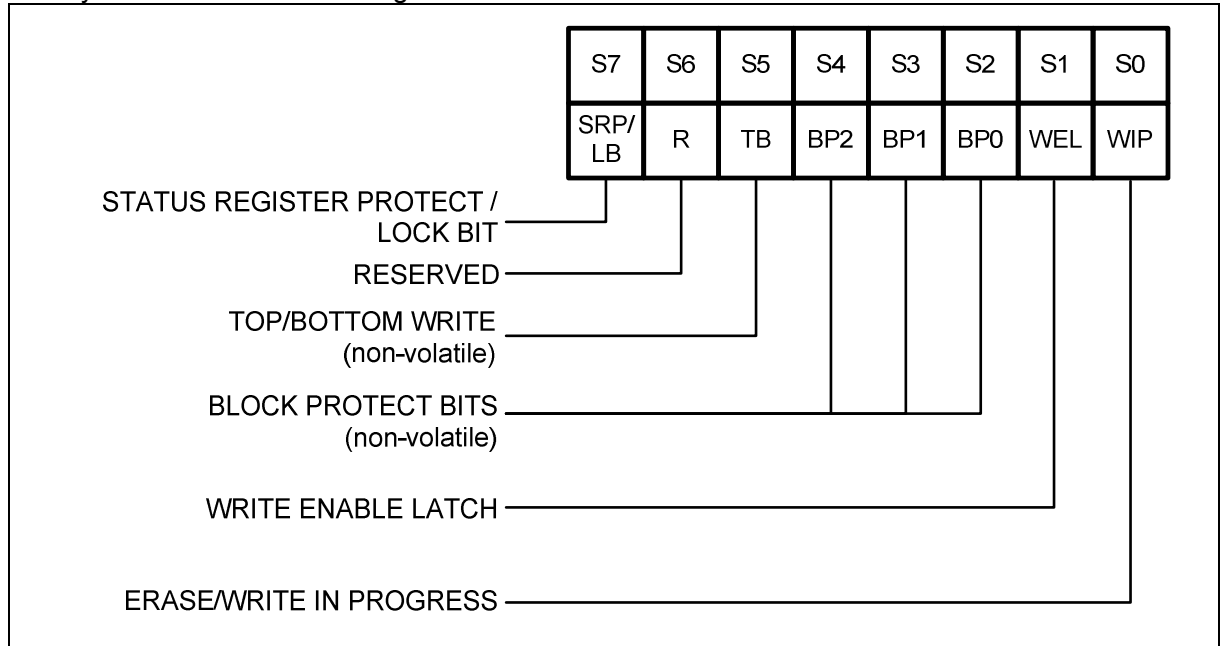 S7 S6 S5 S4 S3 S2 S1 S0
SRP/ LB R TB BP2 BP1 BP0 WEL WIP
STATUS REGISTER PROTECT /
LOCK BIT
RESERVED
TOP/BOTTOM WRITE
(non-volatile)
BLOCK PROTECT BITS
(non-volatile)
WRITE ENABLE LATCH
ERASE/WRITE IN PROGRESS